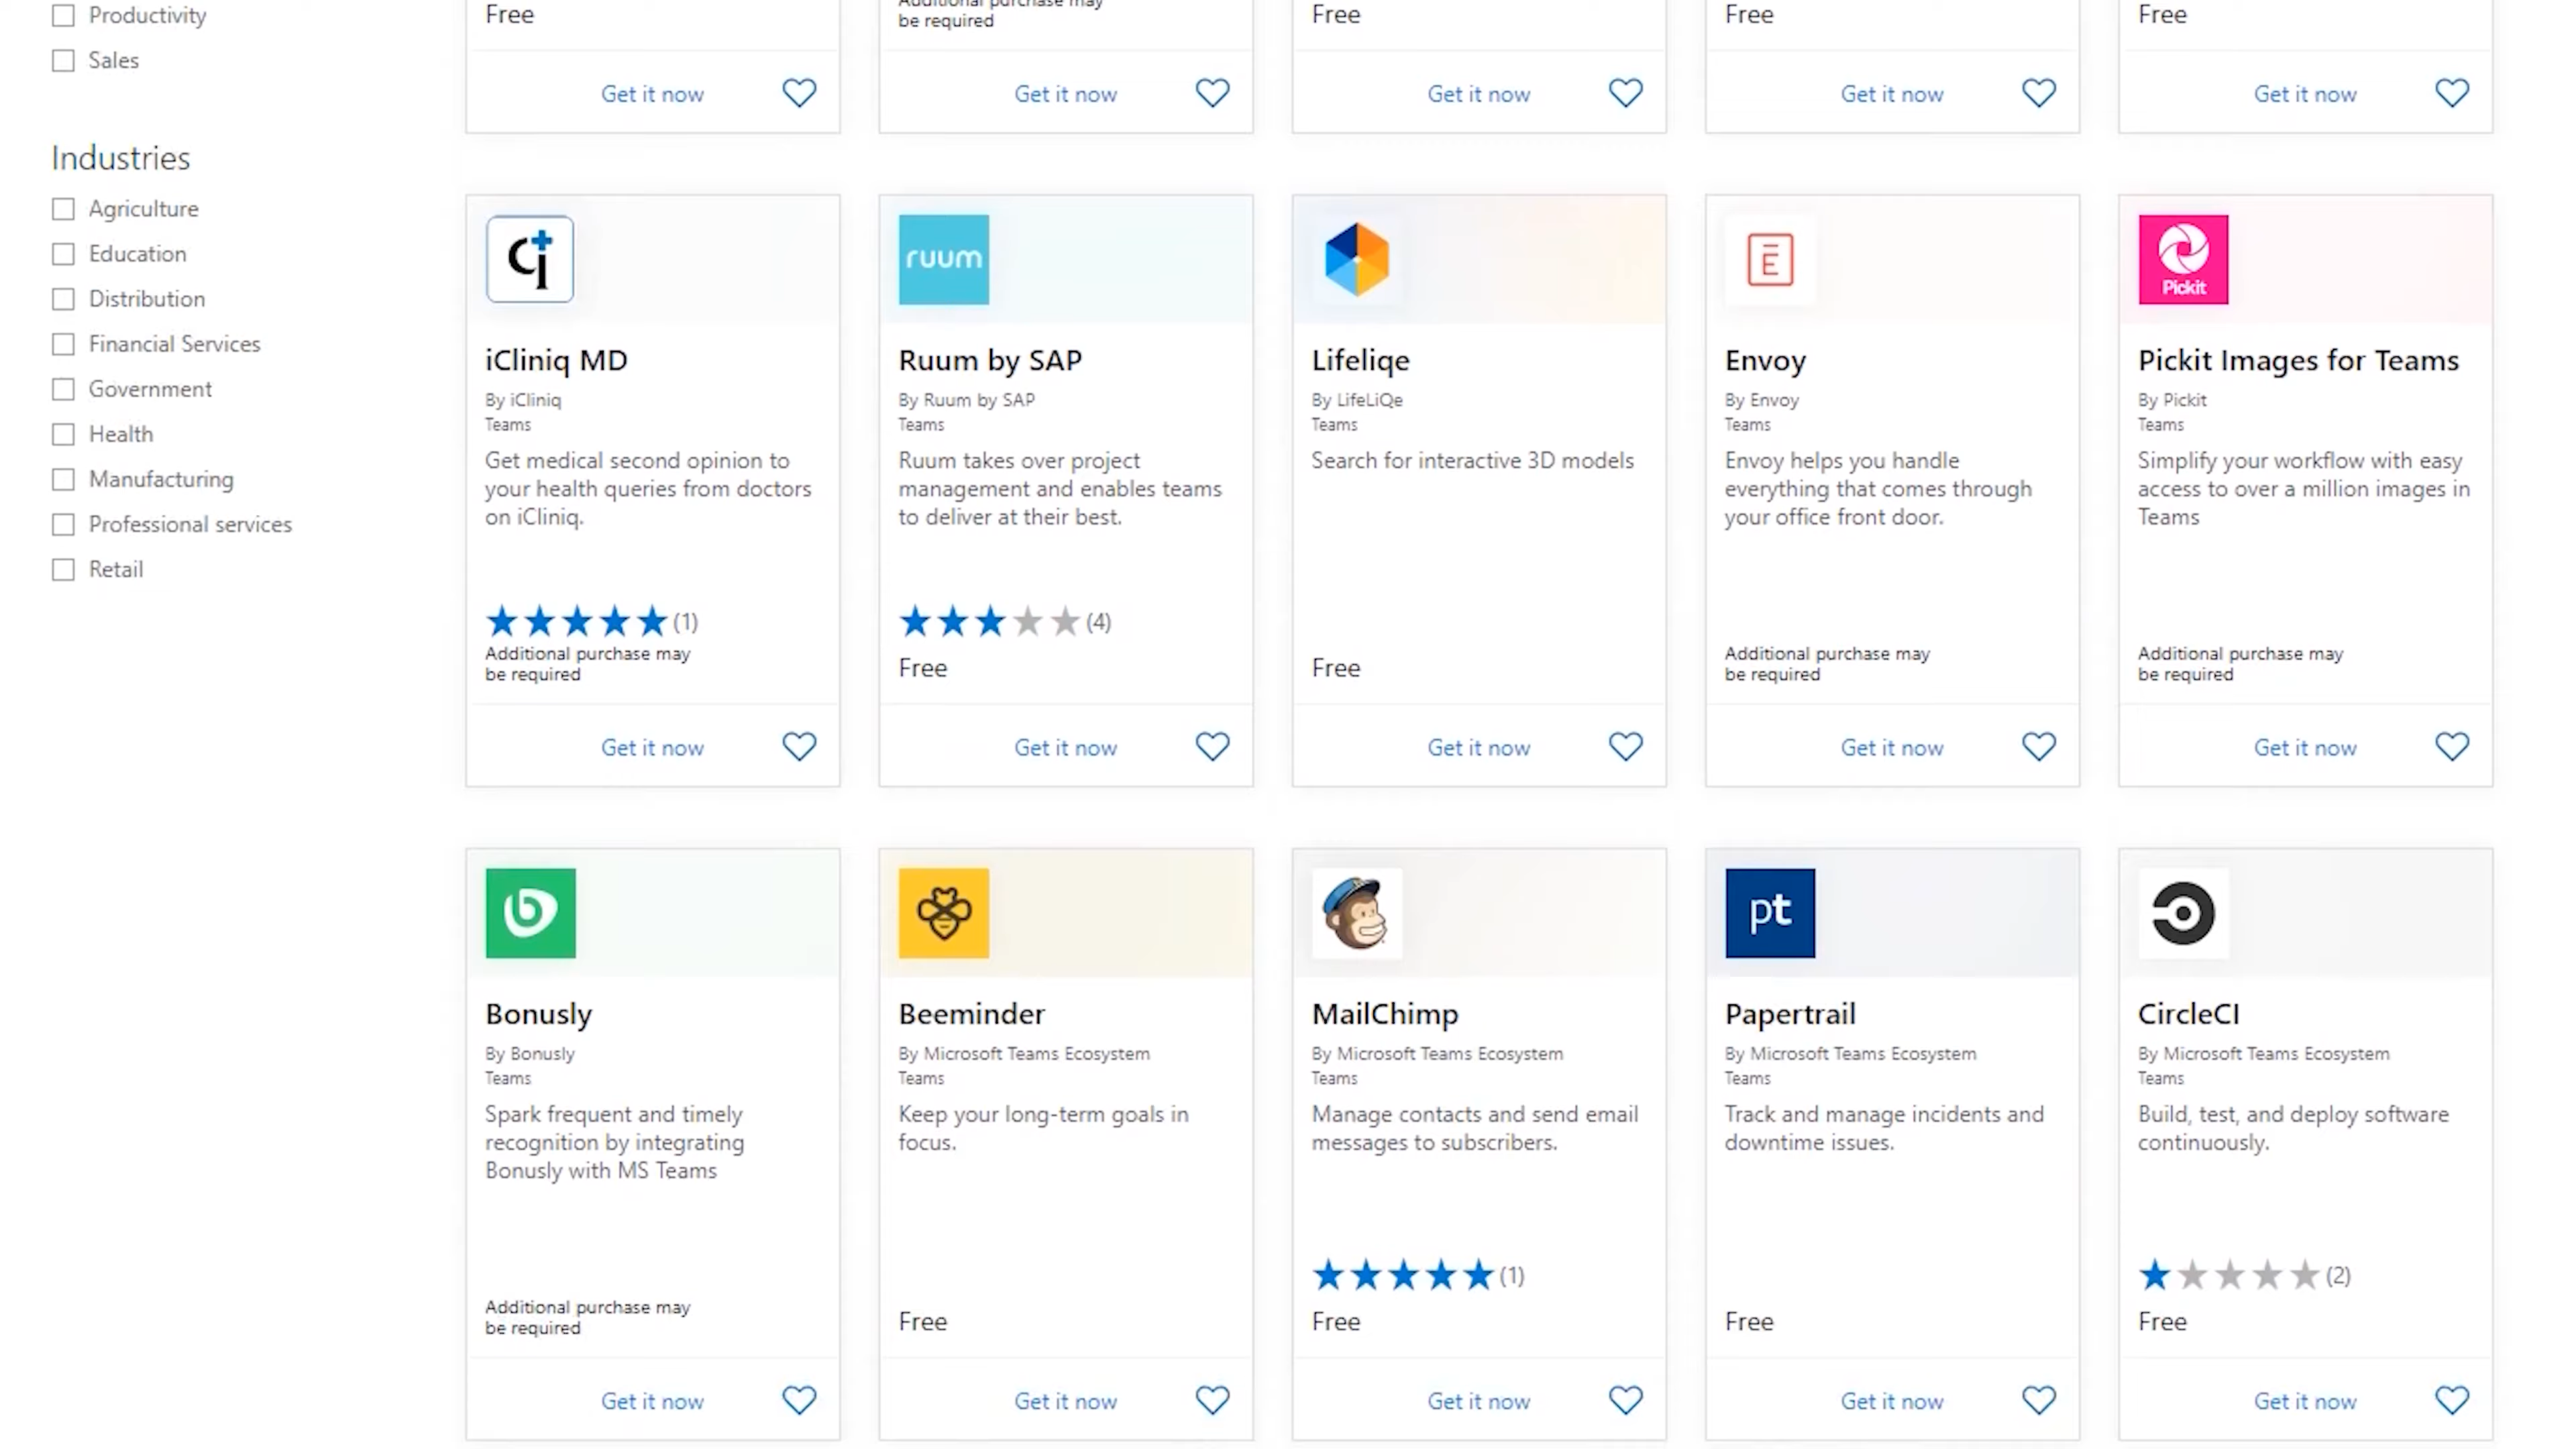 Productivity
Sales
Industries
Agriculture
Education
Distribution
Financial Services
Government
Health
Manufacturing
Professional services
Retail
Free
Additional purchase may
be required
Free
Free
Free
Get it now
Get it now
Get it now
Get it now
Get it now
iCliniq MD
By iCliniq
Teams
Get medical second opinion to
your health queries from doctors
on iCliniq.
(1)
Additional purchase may
be required
Get it now
ruum
Ruum by SAP
By Ruum by SAP
Teams
Ruum takes over project
management and enables teams
to deliver at their best.
(4)
Free
Get it now
Lifeliqe
By LifeLiQe
Teams
Search for interactive 3D models
Free
Get it now
E
Envoy
By Envoy
Teams
Envoy helps you handle
everything that comes through
your office front door.
Additional purchase may
be required
Get it now
Pickit
Pickit Images for Teams
By Pickit
Teams
Simplify your workflow with easy
access to over a million images in
Teams
Additional purchase may
be required
Get it now
b
Bonusly
By Bonusly
Teams
Spark frequent and timely
recognition by integrating
Bonusly with MS Teams
Additional purchase may
be required
Get it now
Beeminder
By Microsoft Teams Ecosystem
Teams
Keep your long-term goals in
focus.
Free
Get it now
MailChimp
By Microsoft Teams Ecosystem
Teams
Manage contacts and send email
messages to subscribers.
(1)
Free
Get it now
pt
Papertrail
By Microsoft Teams Ecosystem
Teams
Track and manage incidents and
downtime issues.
Free
Get it now
CircleCI
By Microsoft Teams Ecosystem
Teams
Build, test, and deploy software
continuously.
(2)
Free
Get it now